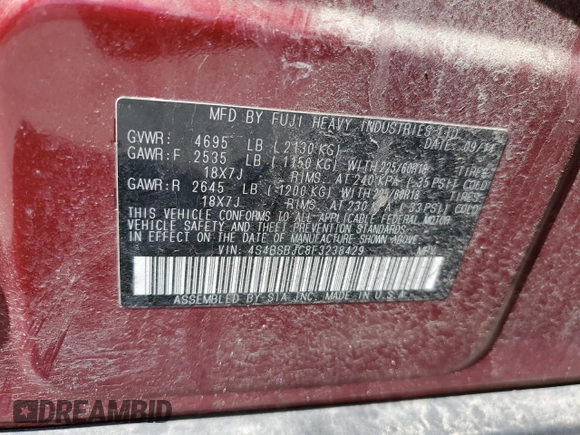 MFD BY FUJI HEAVY INDUSTRIES LTD.
DATE: 09/14
GVWR: 4695 LB ( 2130 KG)
GAWR:F 2535 LB ( 1150 KG) WITH 225/60R18 TIRES
18X7J RIMS. AT 240 KPA ( 35 PSI) COLD
GAWR:R 2645 LB ( 1200 KG) WITH 225/60R18 TIRES
18X7J RIMS. AT 230 KPA ( 33 PSI) COLD
THIS VEHICLE CONFORMS TO ALL APPLICABLE FEDERAL MOTOR
VEHICLE SAFETY AND THEFT PREVENTION STANDARDS
IN EFFECT ON THE DATE OF MANUFACTURE SHOWN ABOVE.
VIN: 4S4BSBJC8F3238429 MPV
ASSEMBLED BY SIA INC. MADE IN U.S.A.
DREAMBID